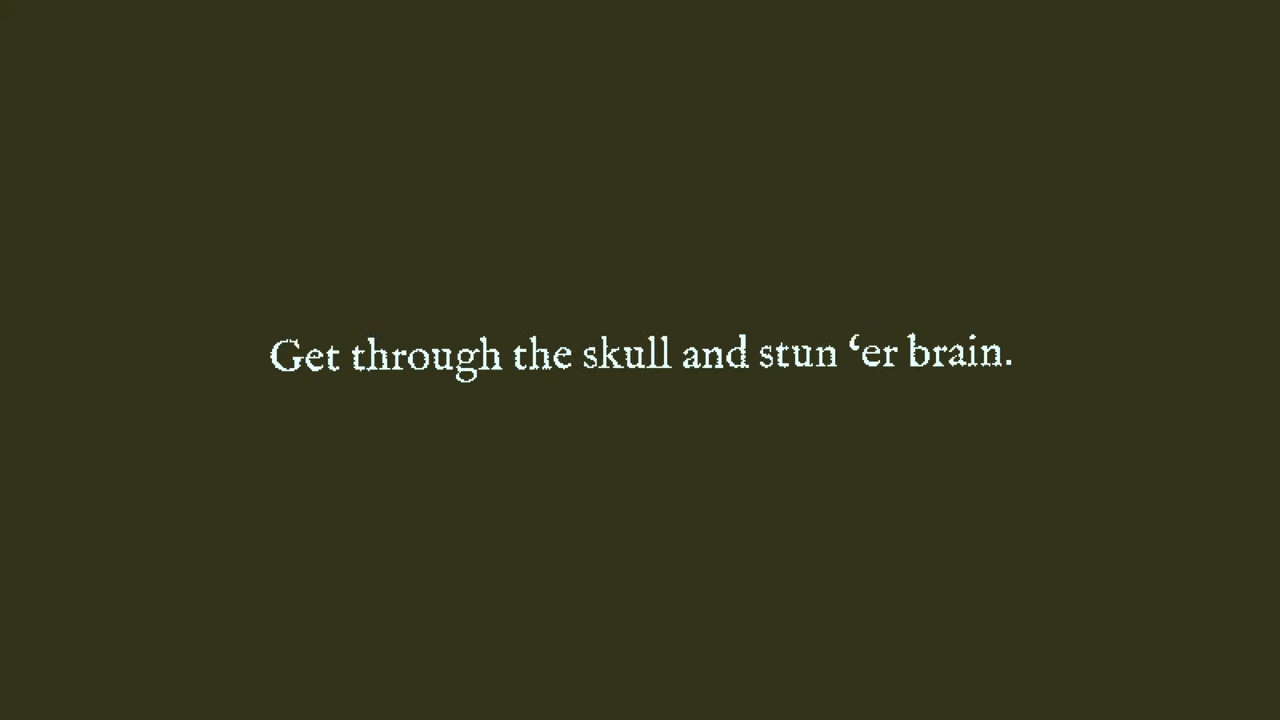 Get through the skull and stun ‘er brain.